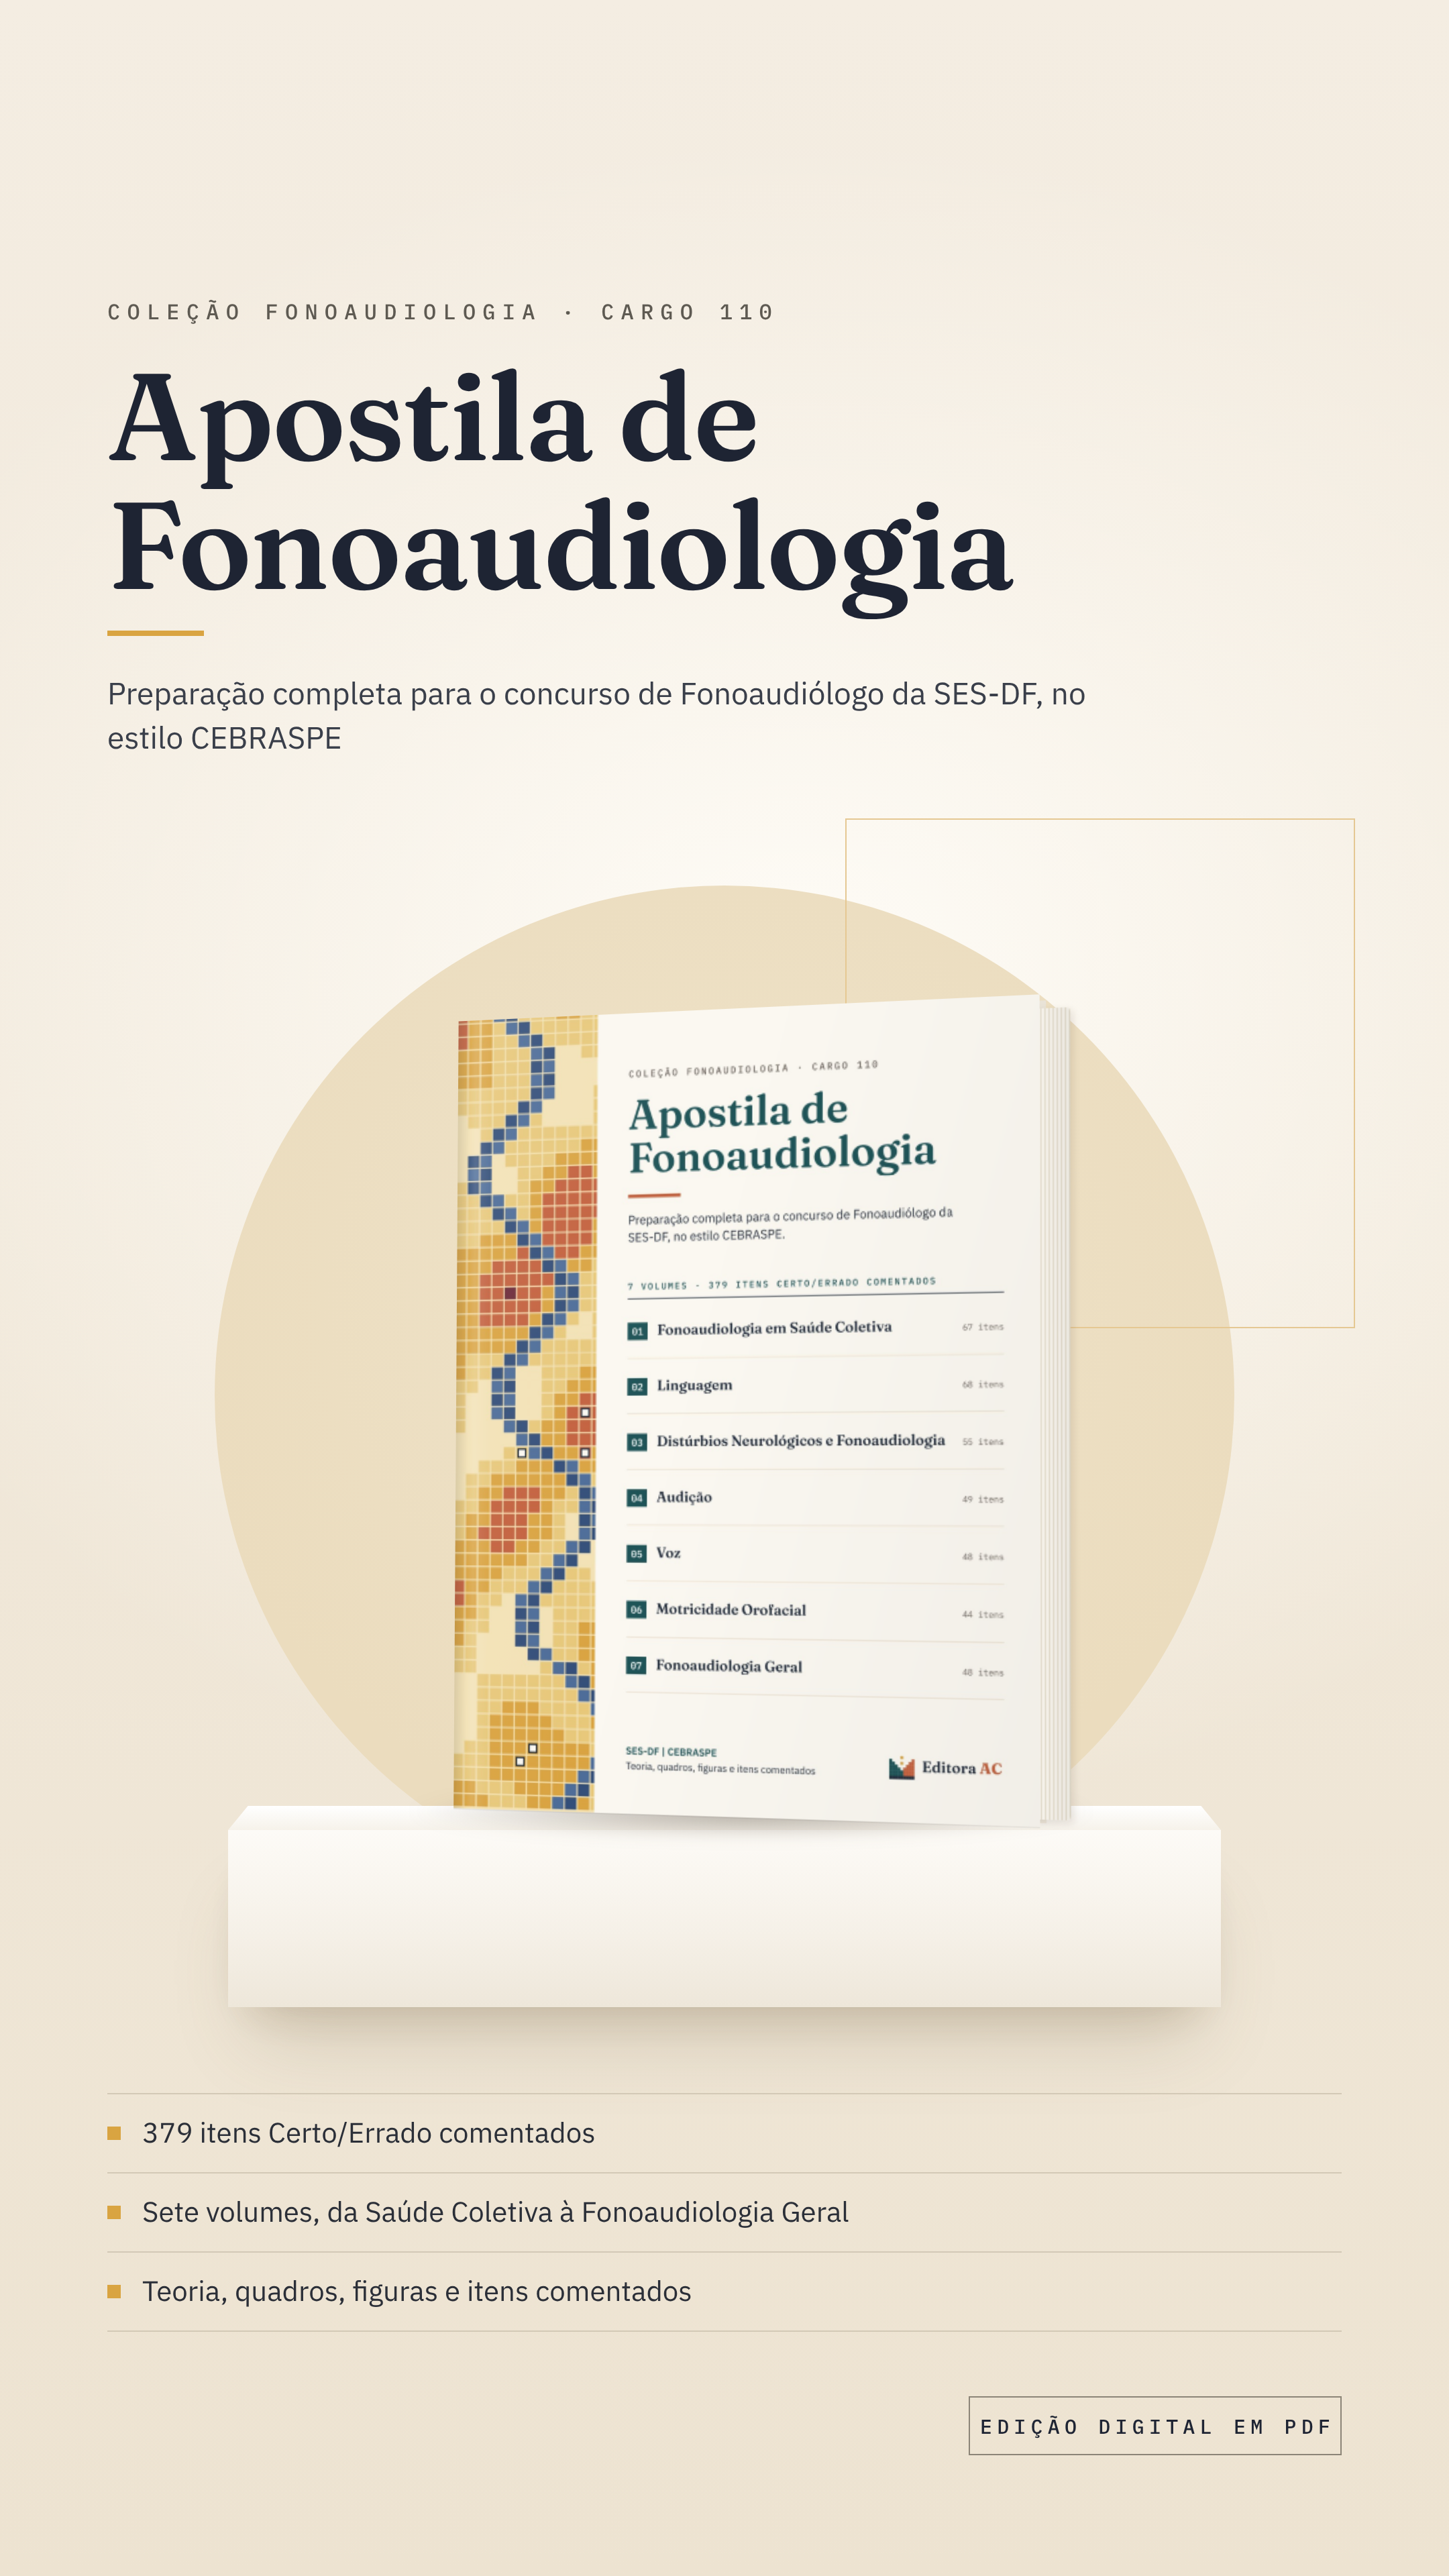 COLEÇÃO FONOAUDIOLOGIA · CARGO 110
Apostila de
Fonoaudiologia
Preparação completa para o concurso de Fonoaudiólogo da SES-DF, no
estilo CEBRASPE
COLEÇÃO FONOAUDIOLOGIA · CARGO 110
Apostila de
Fonoaudiologia
Preparação completa para o concurso de Fonoaudiólogo da
SES-DF, no estilo CEBRASPE.
7 VOLUMES · 379 ITENS CERTO/ERRADO COMENTADOS
01 Fonoaudiologia em Saúde Coletiva 67 itens
02 Linguagem 68 itens
03 Distúrbios Neurológicos e Fonoaudiologia 55 itens
04 Audição 49 itens
05 Voz 48 itens
06 Motricidade Orofacial 44 itens
07 Fonoaudiologia Geral 48 itens
SES-DF | CEBRASPE
Teoria, quadros, figuras e itens comentados
Editora AC
379 itens Certo/Errado comentados
Sete volumes, da Saúde Coletiva à Fonoaudiologia Geral
Teoria, quadros, figuras e itens comentados
EDIÇÃO DIGITAL EM PDF